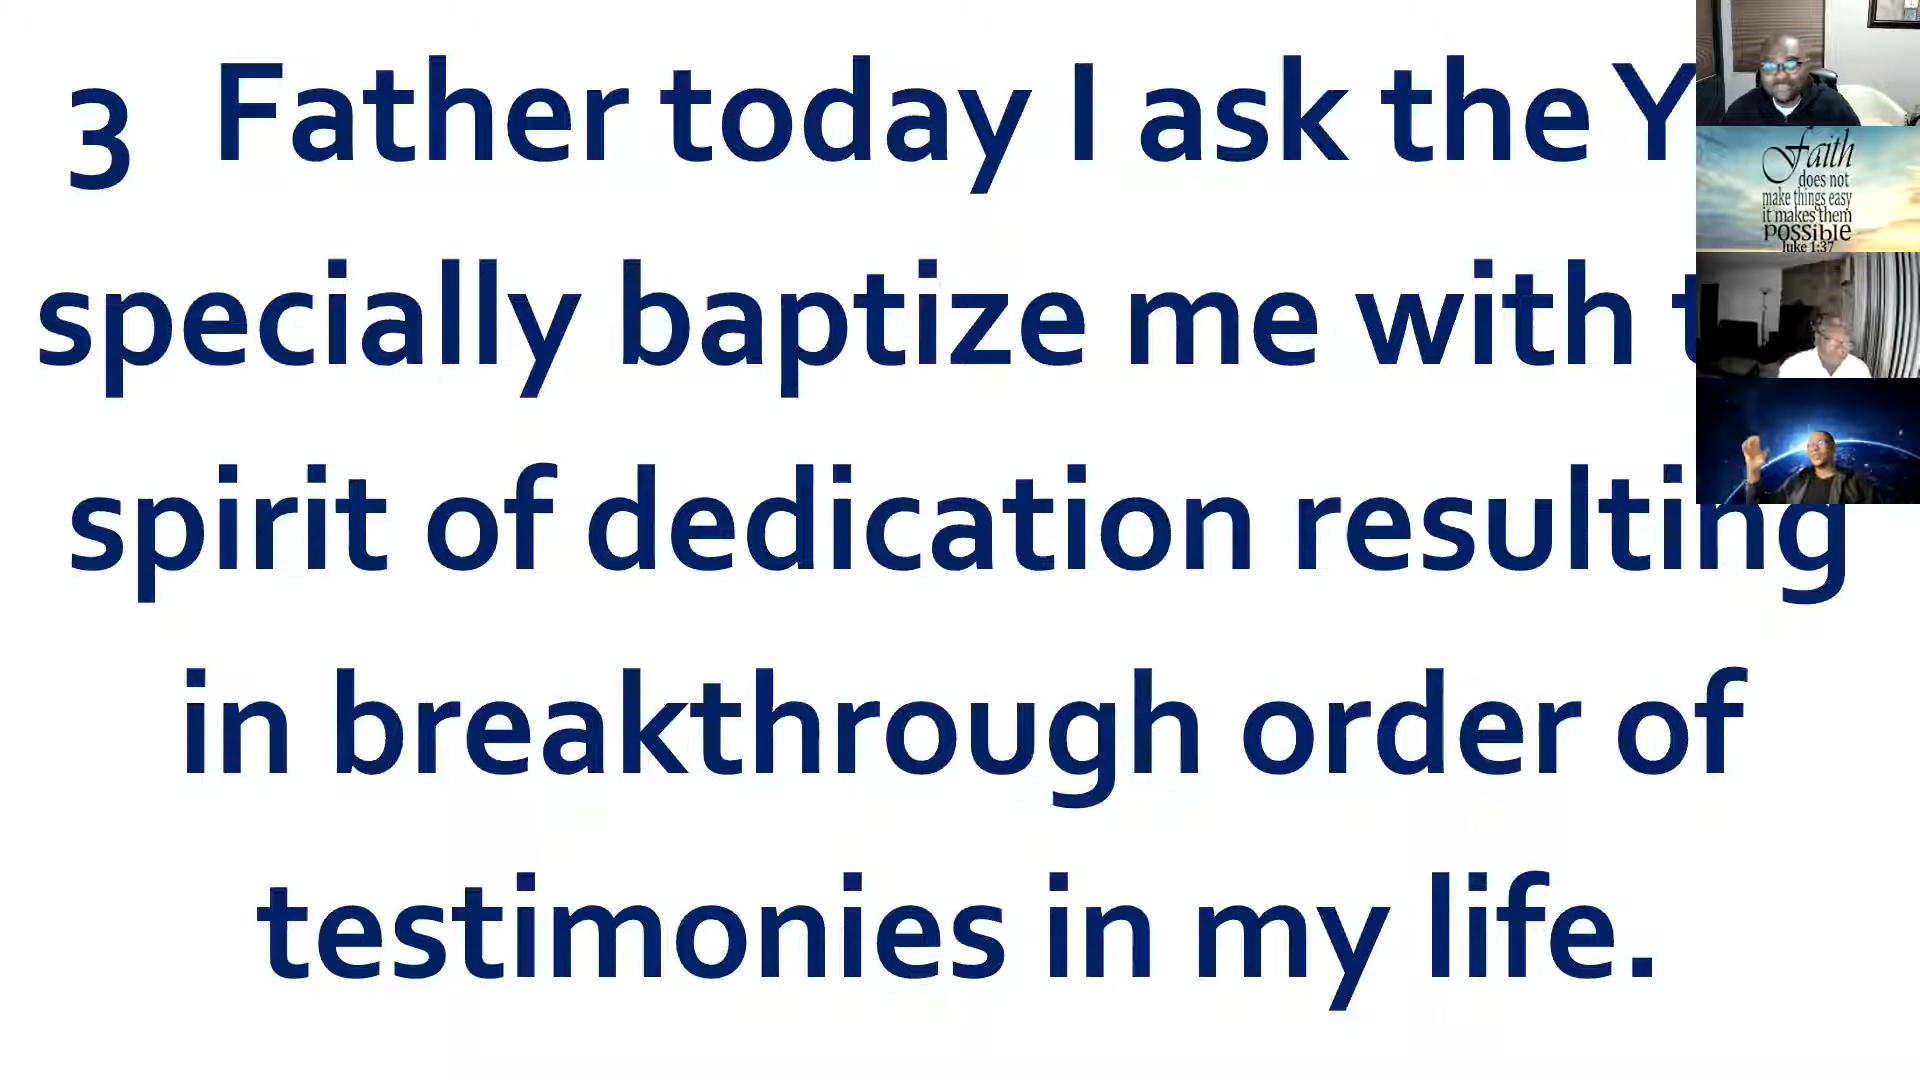 3 Father today I ask the Y
specially baptize me with t
spirit of dedication resulting
in breakthrough order of
testimonies in my life.
Faith
does not
make things easy
it makes them
possible
luke 1:37